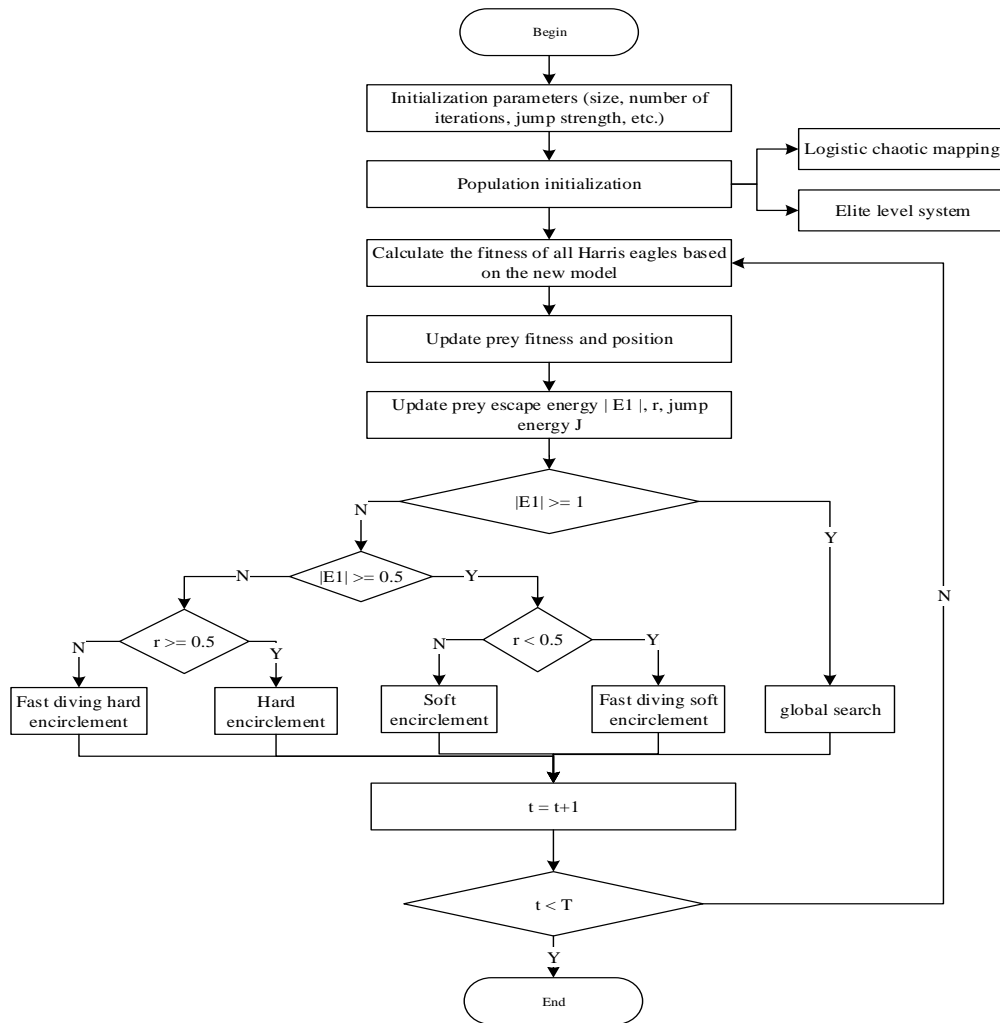 Begin
Initialization parameters (size, number of
iterations, jump strength, etc.)
Logistic chaotic mapping
Population initialization
Elite level system
Calculate the fitness of all Harris eagles based
on the new model
Update prey fitness and position
Update prey escape energy | E1 |, r, jump
energy J
|E1| >= 1
N
Y
|E1| >= 0.5
N
Y
N
r >= 0.5
r < 0.5
N
Y
N
Y
Fast diving hard
encirclement
Hard
encirclement
Soft
encirclement
Fast diving soft
encirclement
global search
t = t+1
t < T
Y
End